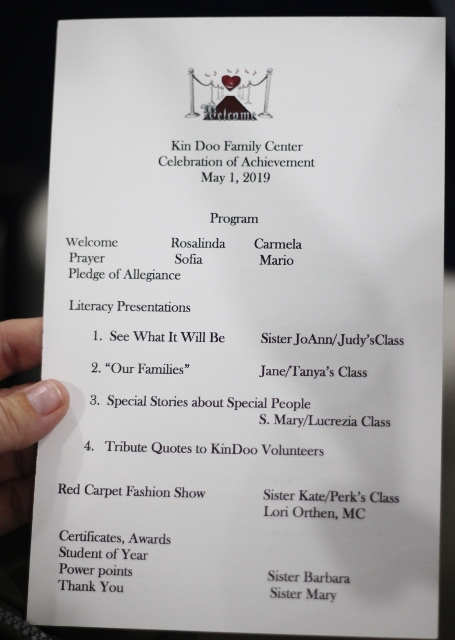 Welcome
Kin Doo Family Center
Celebration of Achievement
May 1, 2019
Program
Welcome Rosalinda Carmela
Prayer Sofia Mario
Pledge of Allegiance
Literacy Presentations
1. See What It Will Be Sister JoAnn/Judy'sClass
2. “Our Families” Jane/Tanya's Class
3. Special Stories about Special People
S. Mary/Lucrezia Class
4. Tribute Quotes to KinDoo Volunteers
Red Carpet Fashion Show Sister Kate/Perk's Class
Lori Orthen, MC
Certificates, Awards
Student of Year
Power points Sister Barbara
Thank You Sister Mary